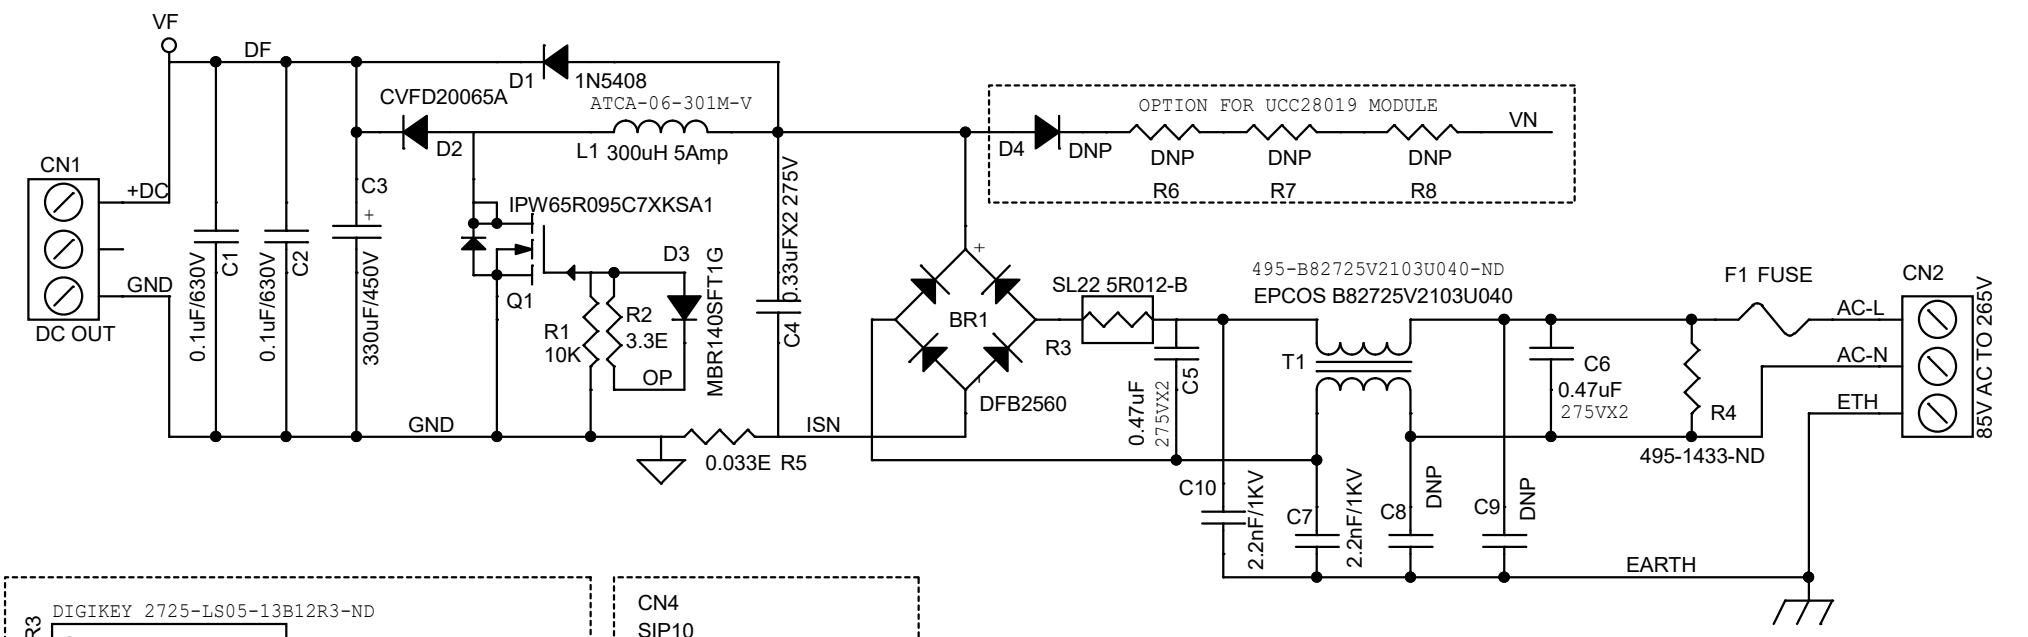 VF
DF
D1
1N5408
CVFD20065A
ATCA-06-301M-V
D2
L1 300uH 5Amp
OPTION FOR UCC28019 MODULE
D4
DNP
DNP
DNP
DNP
VN
R6
R7
R8
CN1
+DC
GND
DC OUT
0.1uF/630V
C1
0.1uF/630V
C2
C3
+
330uF/450V
IPW65R095C7XKSA1
Q1
D3
MBR140SFT1G
R1
10K
R2
3.3E
OP
0.33uFX2 275V
C4
GND
0.033E R5
ISN
+
BR1
-
DFB2560
SL22 5R012-B
R3
0.47uF
275VX2
C5
495-B82725V2103U040-ND
EPCOS B82725V2103U040
T1
F1 FUSE
CN2
AC-L
AC-N
ETH
85V AC TO 265V
C6
0.47uF
275VX2
R4
495-1433-ND
C10
2.2nF/1KV
C7
2.2nF/1KV
C8
DNP
C9
DNP
EARTH
R3
DIGIKEY 2725-LS05-13B12R3-ND
CN4
SIP10